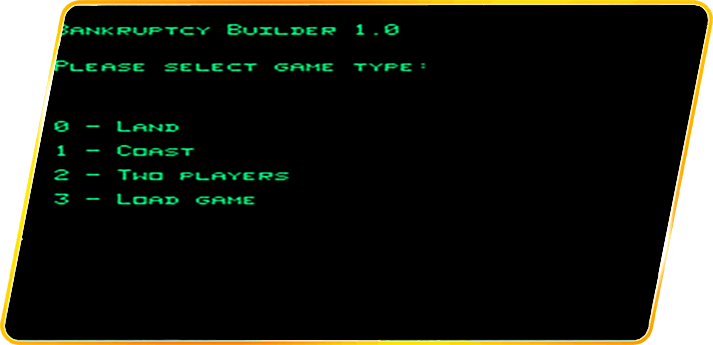 Bankruptcy Builder 1.0
Please select game type:
0 - Land
1 - Coast
2 - Two players
3 - Load game